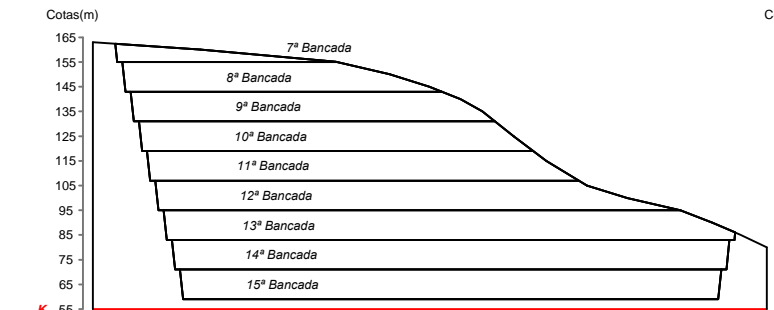 Cotas(m)
C
165
7ª Bancada
155
8ª Bancada
145
9ª Bancada
135
10ª Bancada
125
11ª Bancada
115
105
12ª Bancada
95
13ª Bancada
85
14ª Bancada
75
15ª Bancada
65
K 55